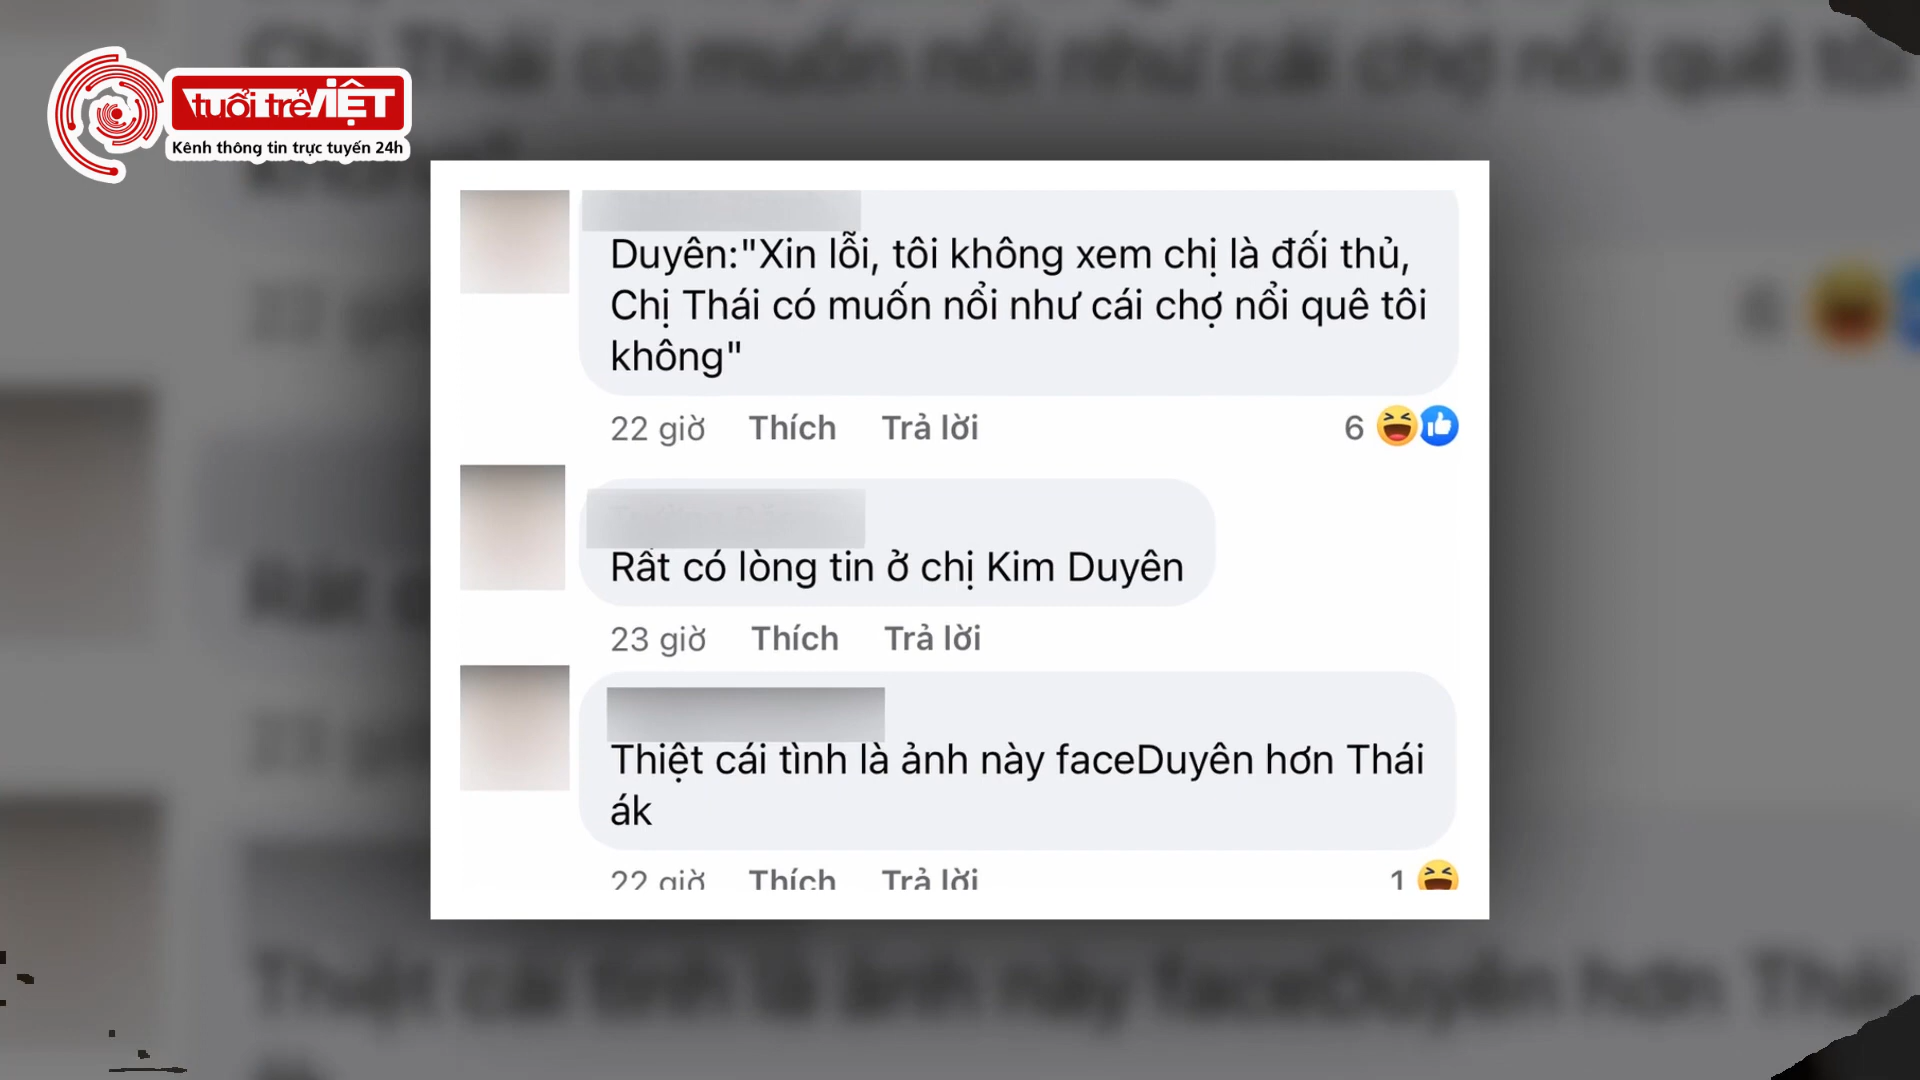 tuổi trẻ VIỆT
Kênh thông tin trực tuyến 24h
Duyên:"Xin lỗi, tôi không xem chị là đối thủ,
Chị Thái có muốn nổi như cái chợ nổi quê tôi
không"
22 giờ Thích Trả lời 6
Rất có lòng tin ở chị Kim Duyên
23 giờ Thích Trả lời
Thiệt cái tình là ảnh này faceDuyên hơn Thái
ák
22 giờ Thích Trả lời 1